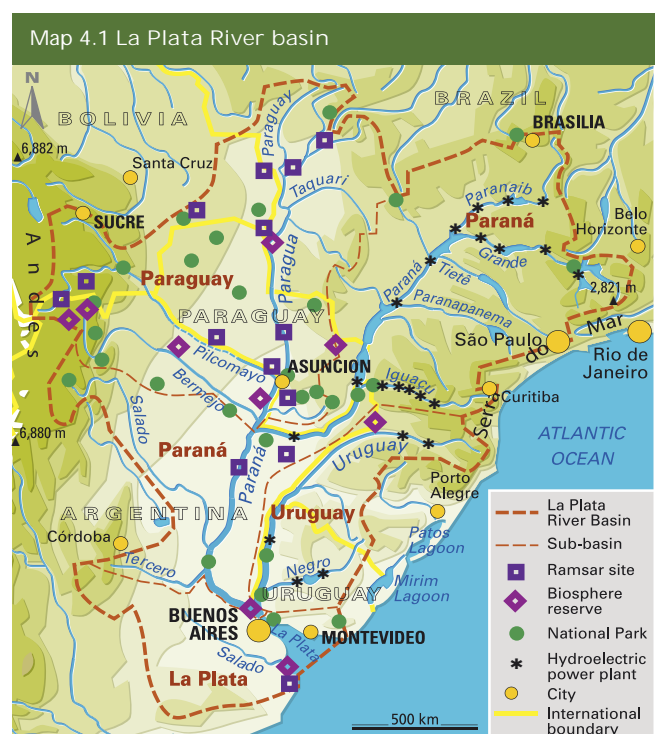 Map 4.1 La Plata River basin
N
BOLIVIA
BRAZIL
Paraguay
BRASILIA
6,882 m
Santa Cruz
Taquari
Paranaib
SUCRE
Paraná
Belo
Horizonte
Andes
Paraguay
Paragua
Paraná
Grande
Tietê
2,821 m
Paranapanema
PARAGUAY
São Paulo
Serra do Mar
Rio de
Janeiro
Pilcomayo
ASUNCION
Iguaçu
Bermejo
Curitiba
Salado
6,880 m
Paraná
Paraná
Uruguay
ATLANTIC
OCEAN
Porto
Alegre
ARGENTINA
Uruguay
Córdoba
Patos
Lagoon
Tercero
Negro
Mirim
Lagoon
URUGUAY
BUENOS
AIRES
La Plata
MONTEVIDEO
Salado
La Plata
500 km
La Plata
River Basin
Sub-basin
Ramsar site
Biosphere
reserve
National Park
Hydroelectric
power plant
City
International
boundary